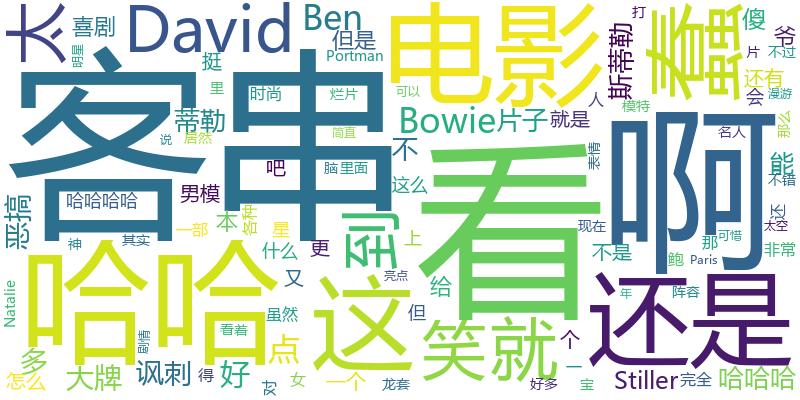 太
喜剧
明星
David
Ben
但是
Portman
挺
里
时尚
烂片
电影
可以
蠢
打
傻
爷
片
不过
还有
会
漫游
斯蒂勒
人
模特
那么
客串
蒂勒
说
居然
简直
Bowie
片子
就是
不
吧
脑里面
这么
看
啊
表情
名人
能
不错
男模
哈哈哈哈
恶搞
一部
本
各种
星
到
上
现在
不是
那
可惜
还
太空
非常
神
其实
什么
更
哈哈
又
这
亮点
给
鲍
Paris
还是
Natalie
多
剧情
看着
虽然
点
但
笑
就
个
年
阵容
怎么
大牌
讽刺
得
好
这
女
一个
龙套
好多
一
宝
Stiller
完全
哈哈哈